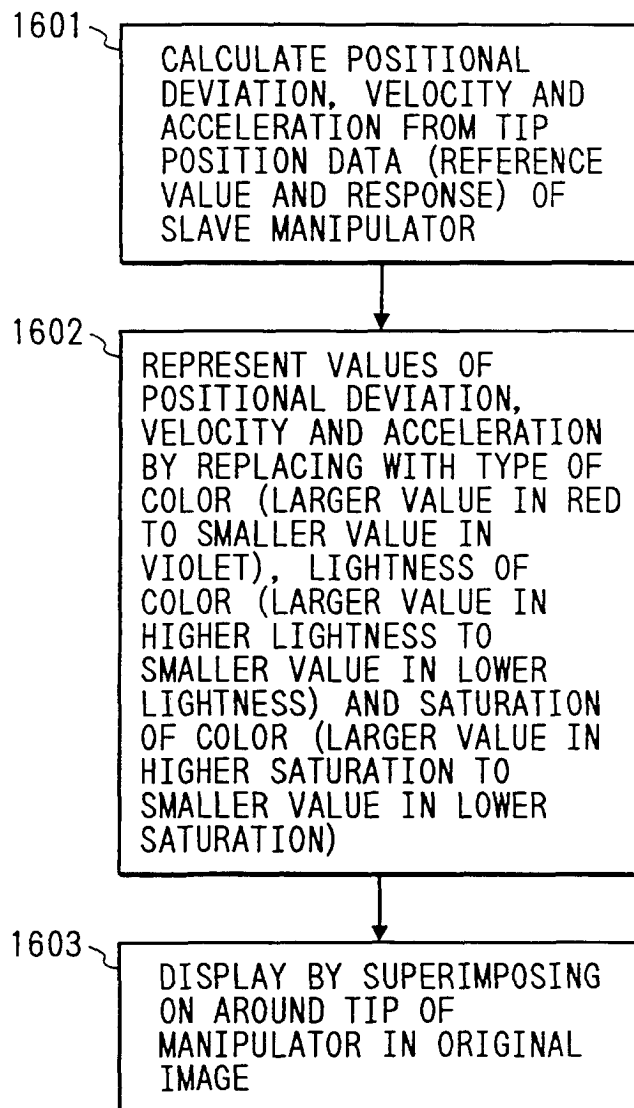 1601
CALCULATE POSITIONAL
DEVIATION, VELOCITY AND
ACCELERATION FROM TIP
POSITION DATA (REFERENCE
VALUE AND RESPONSE) OF
SLAVE MANIPULATOR
1602
REPRESENT VALUES OF
POSITIONAL DEVIATION,
VELOCITY AND ACCELERATION
BY REPLACING WITH TYPE OF
COLOR (LARGER VALUE IN RED
TO SMALLER VALUE IN
VIOLET), LIGHTNESS OF
COLOR (LARGER VALUE IN
HIGHER LIGHTNESS TO
SMALLER VALUE IN LOWER
LIGHTNESS) AND SATURATION
OF COLOR (LARGER VALUE IN
HIGHER SATURATION TO
SMALLER VALUE IN LOWER
SATURATION)
1603
DISPLAY BY SUPERIMPOSING
ON AROUND TIP OF
MANIPULATOR IN ORIGINAL
IMAGE